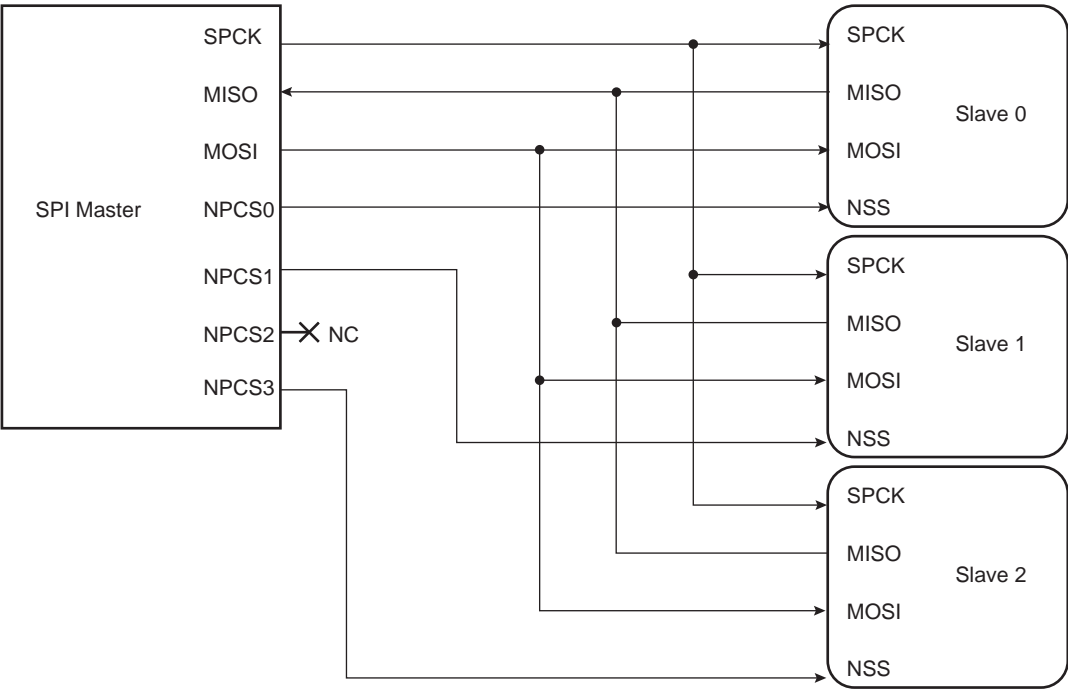 SPI Master
SPCK
MISO
MOSI
NPCS0
NPCS1
NPCS2
NC
NPCS3
SPCK
MISO
Slave 0
MOSI
NSS
SPCK
MISO
Slave 1
MOSI
NSS
SPCK
MISO
Slave 2
MOSI
NSS